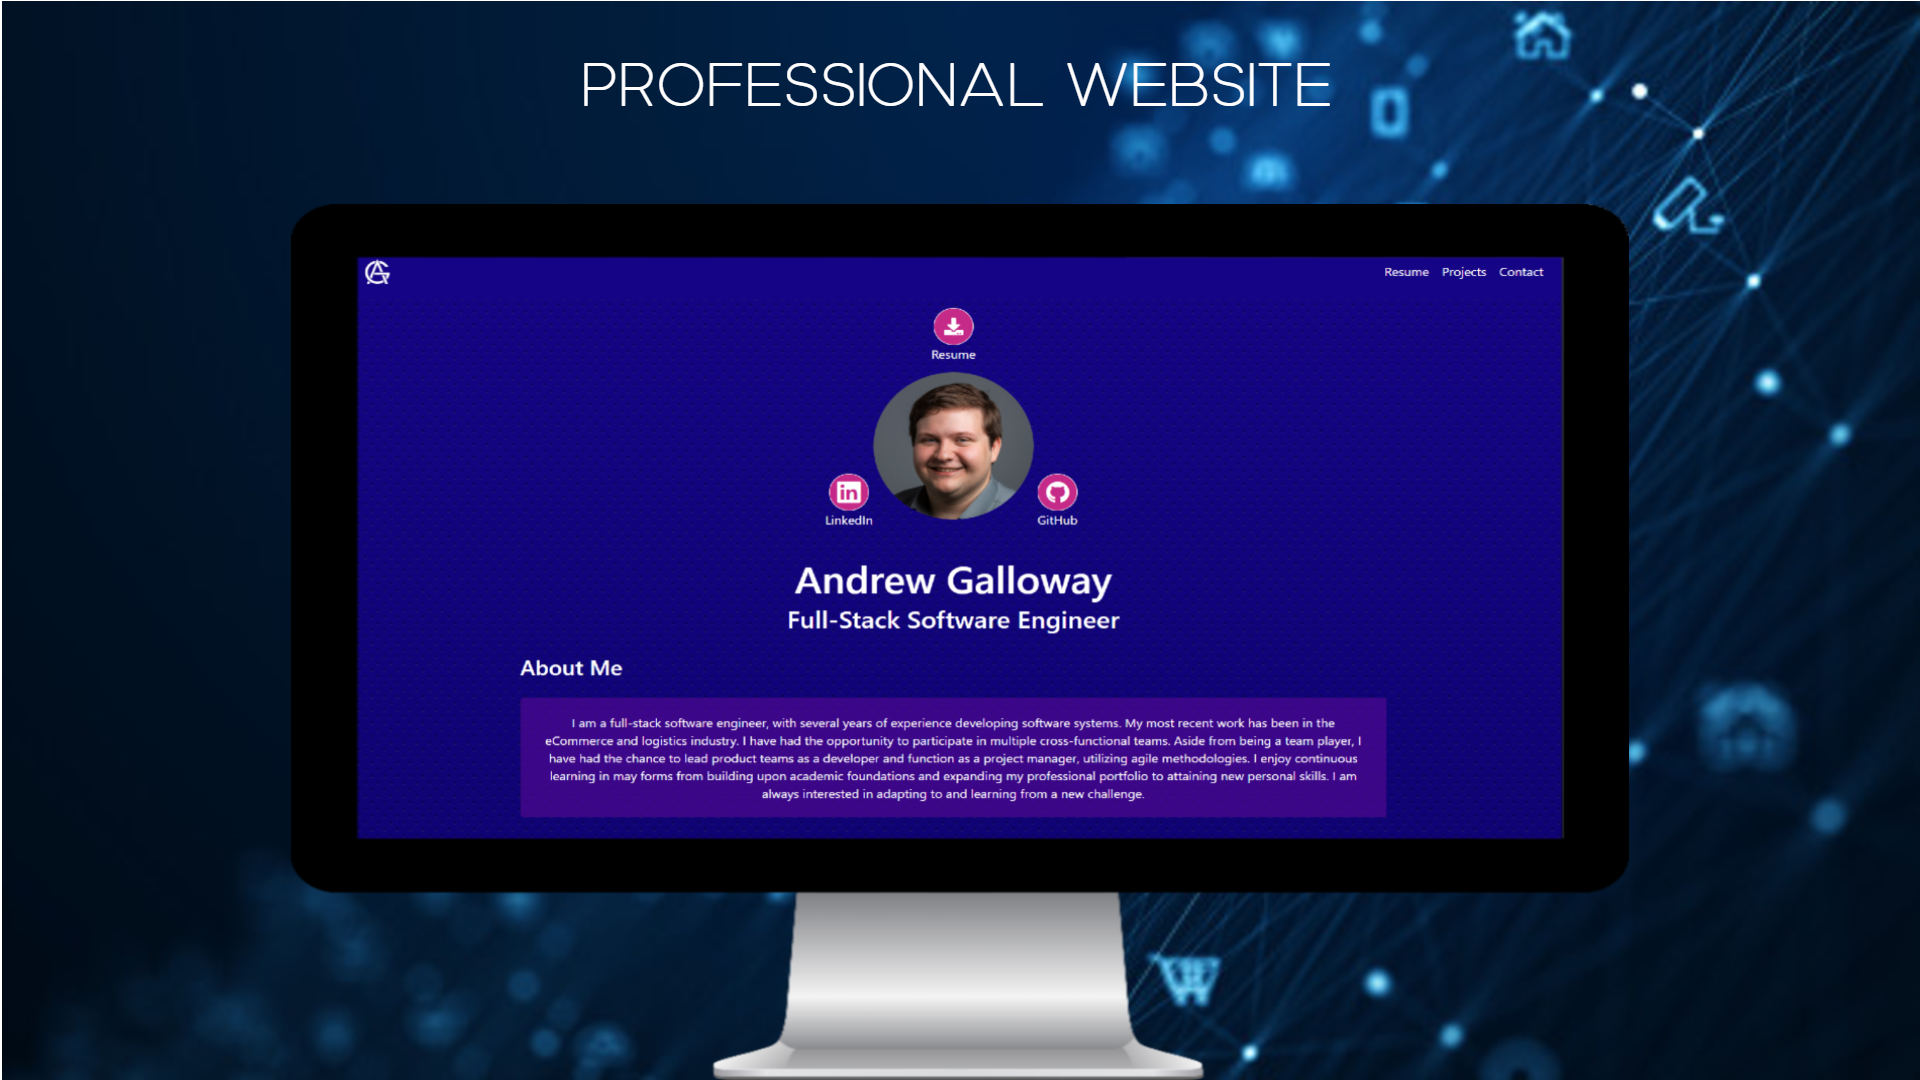 PROFESSIONAL WEBSITE
Resume Projects Contact
Resume
in
LinkedIn GitHub
Andrew Galloway
Full-Stack Software Engineer
About Me
I am a full-stack software engineer, with several years of experience developing software systems. My most recent work has been in the
eCommerce and logistics industry. I have had the opportunity to participate in multiple cross-functional teams. Aside from being a team player, I
have had the chance to lead product teams as a developer and function as a project manager, utilizing agile methodologies. I enjoy continuous
learning in may forms from building upon academic foundations and expanding my professional portfolio to attaining new personal skills. I am
always interested in adapting to and learning from a new challenge.